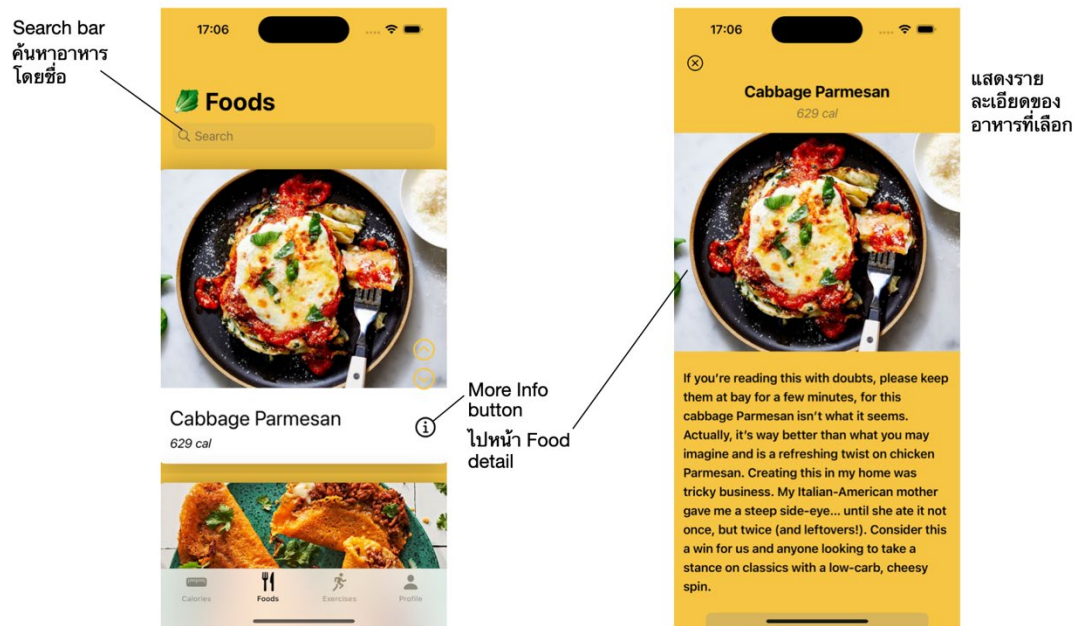 Search bar
ค้นหาอาหาร
โดยชื่อ
17:06
Foods
Search
Cabbage Parmesan
629 cal
More Info
button
ไปหน้า Food
detail
Calories
Foods
Exercises
Profile
17:06
Cabbage Parmesan
629 cal
แสดงราย
ละเอียดของ
อาหารที่เลือก
If you're reading this with doubts, please keep
them at bay for a few minutes, for this
cabbage Parmesan isn't what it seems.
Actually, it's way better than what you may
imagine and is a refreshing twist on chicken
Parmesan. Creating this in my home was
tricky business. My Italian-American mother
gave me a steep side-eye... until she ate it not
once, but twice (and leftovers!). Consider this
a win for us and anyone looking to take a
stance on classics with a low-carb, cheesy
spin.